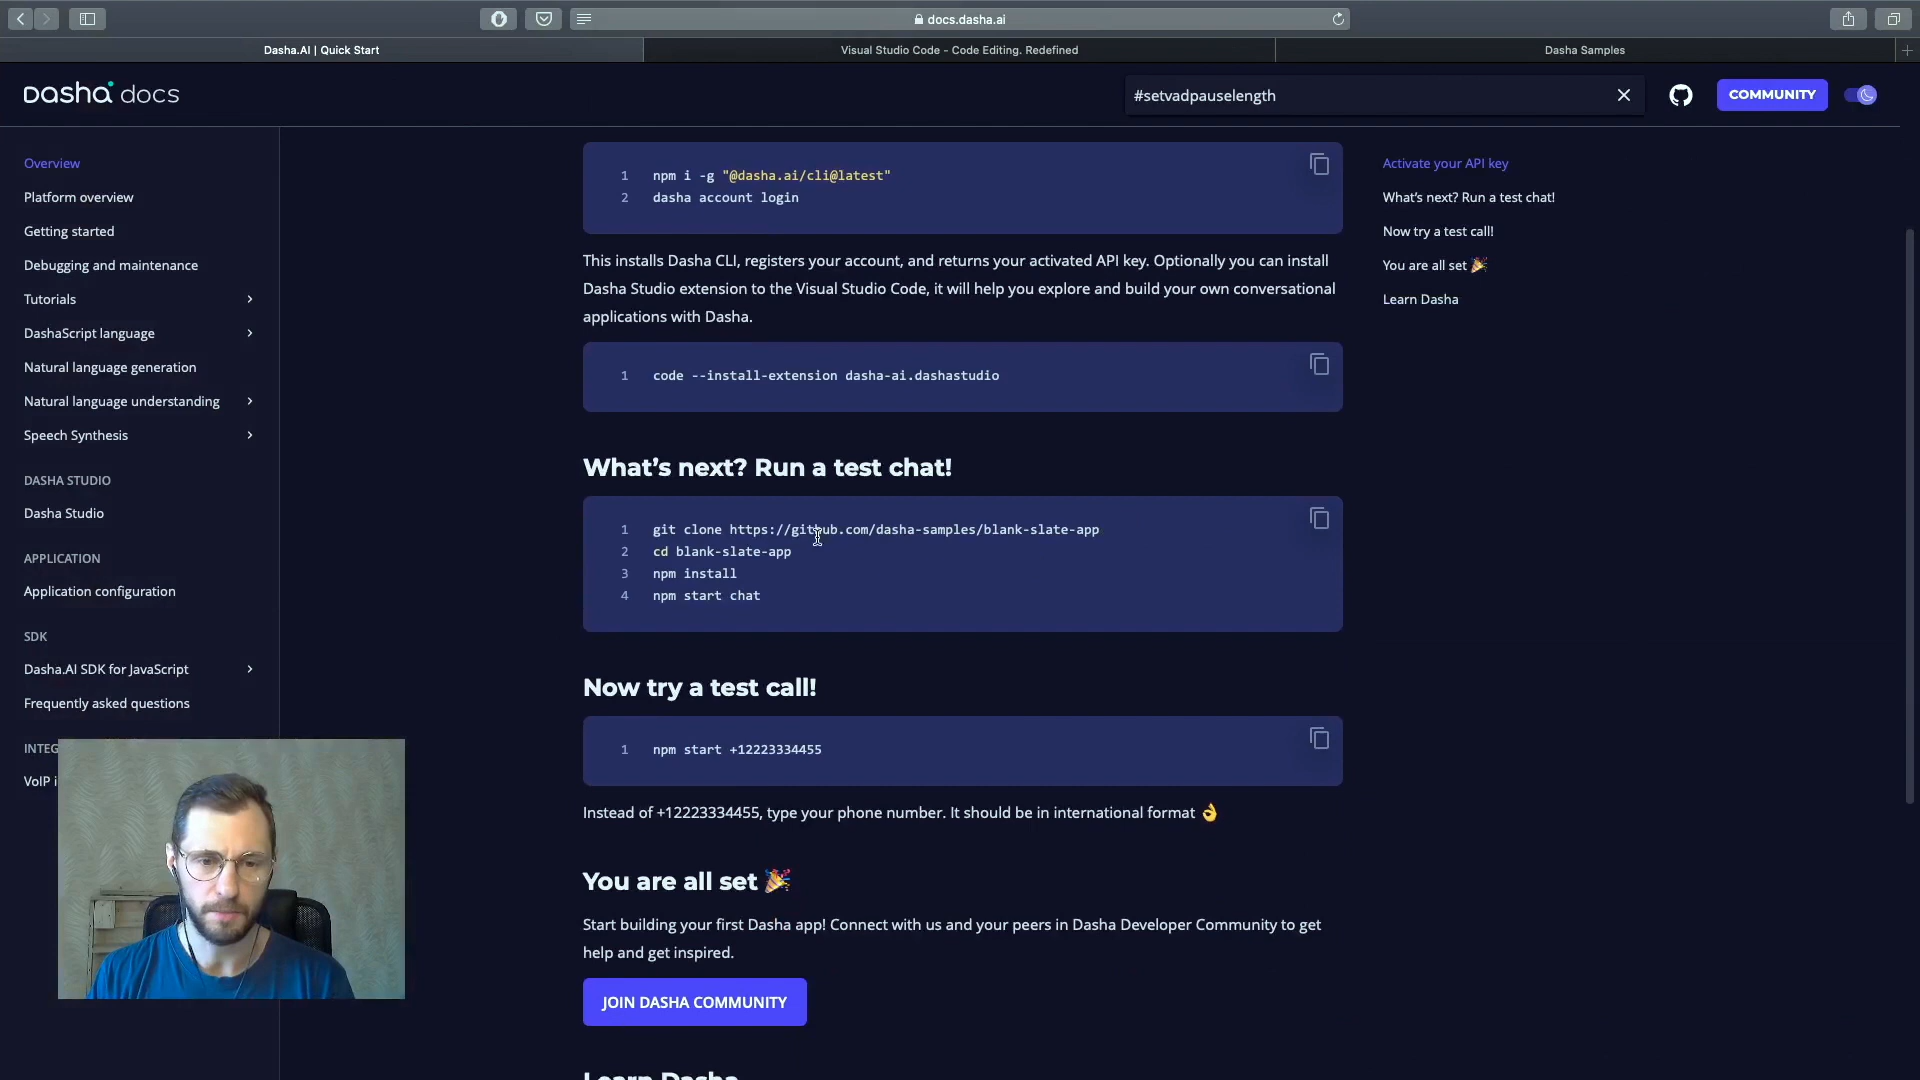 docs.dasha.ai
Dasha.AI | Quick Start
Visual Studio Code - Code Editing. Redefined
Dasha Samples
dasha docs
#setvadpauselength
COMMUNITY
Overview
Platform overview
Getting started
Debugging and maintenance
Tutorials
DashaScript language
Natural language generation
Natural language understanding
Speech Synthesis
DASHA STUDIO
Dasha Studio
APPLICATION
Application configuration
SDK
Dasha.AI SDK for JavaScript
Frequently asked questions
INTEG
VoIP i
1 npm i -g "@dasha.ai/cli@latest"
2 dasha account login
This installs Dasha CLI, registers your account, and returns your activated API key. Optionally you can install
Dasha Studio extension to the Visual Studio Code, it will help you explore and build your own conversational
applications with Dasha.
1 code --install-extension dasha-ai.dashastudio
What's next? Run a test chat!
1 git clone https://github.com/dasha-samples/blank-slate-app
2 cd blank-slate-app
3 npm install
4 npm start chat
Now try a test call!
1 npm start +12223334455
Instead of +12223334455, type your phone number. It should be in international format 👌
You are all set 🎉
Start building your first Dasha app! Connect with us and your peers in Dasha Developer Community to get
help and get inspired.
JOIN DASHA COMMUNITY
Learn Dasha
Activate your API key
What's next? Run a test chat!
Now try a test call!
You are all set 🎉
Learn Dasha